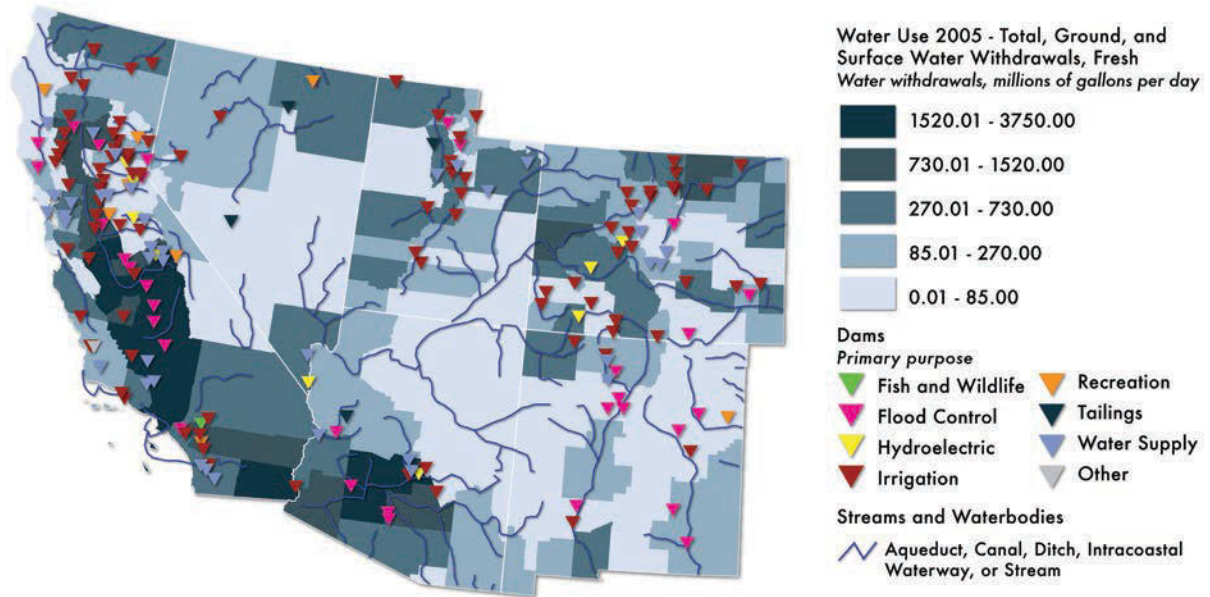 Water Use 2005 - Total, Ground, and
Surface Water Withdrawals, Fresh
Water withdrawals, millions of gallons per day
1520.01 - 3750.00
730.01 - 1520.00
270.01 - 730.00
85.01 - 270.00
0.01 - 85.00
Dams
Primary purpose
Fish and Wildlife
Flood Control
Hydroelectric
Irrigation
Recreation
Tailings
Water Supply
Other
Streams and Waterbodies
Aqueduct, Canal, Ditch, Intracoastal
Waterway, or Stream